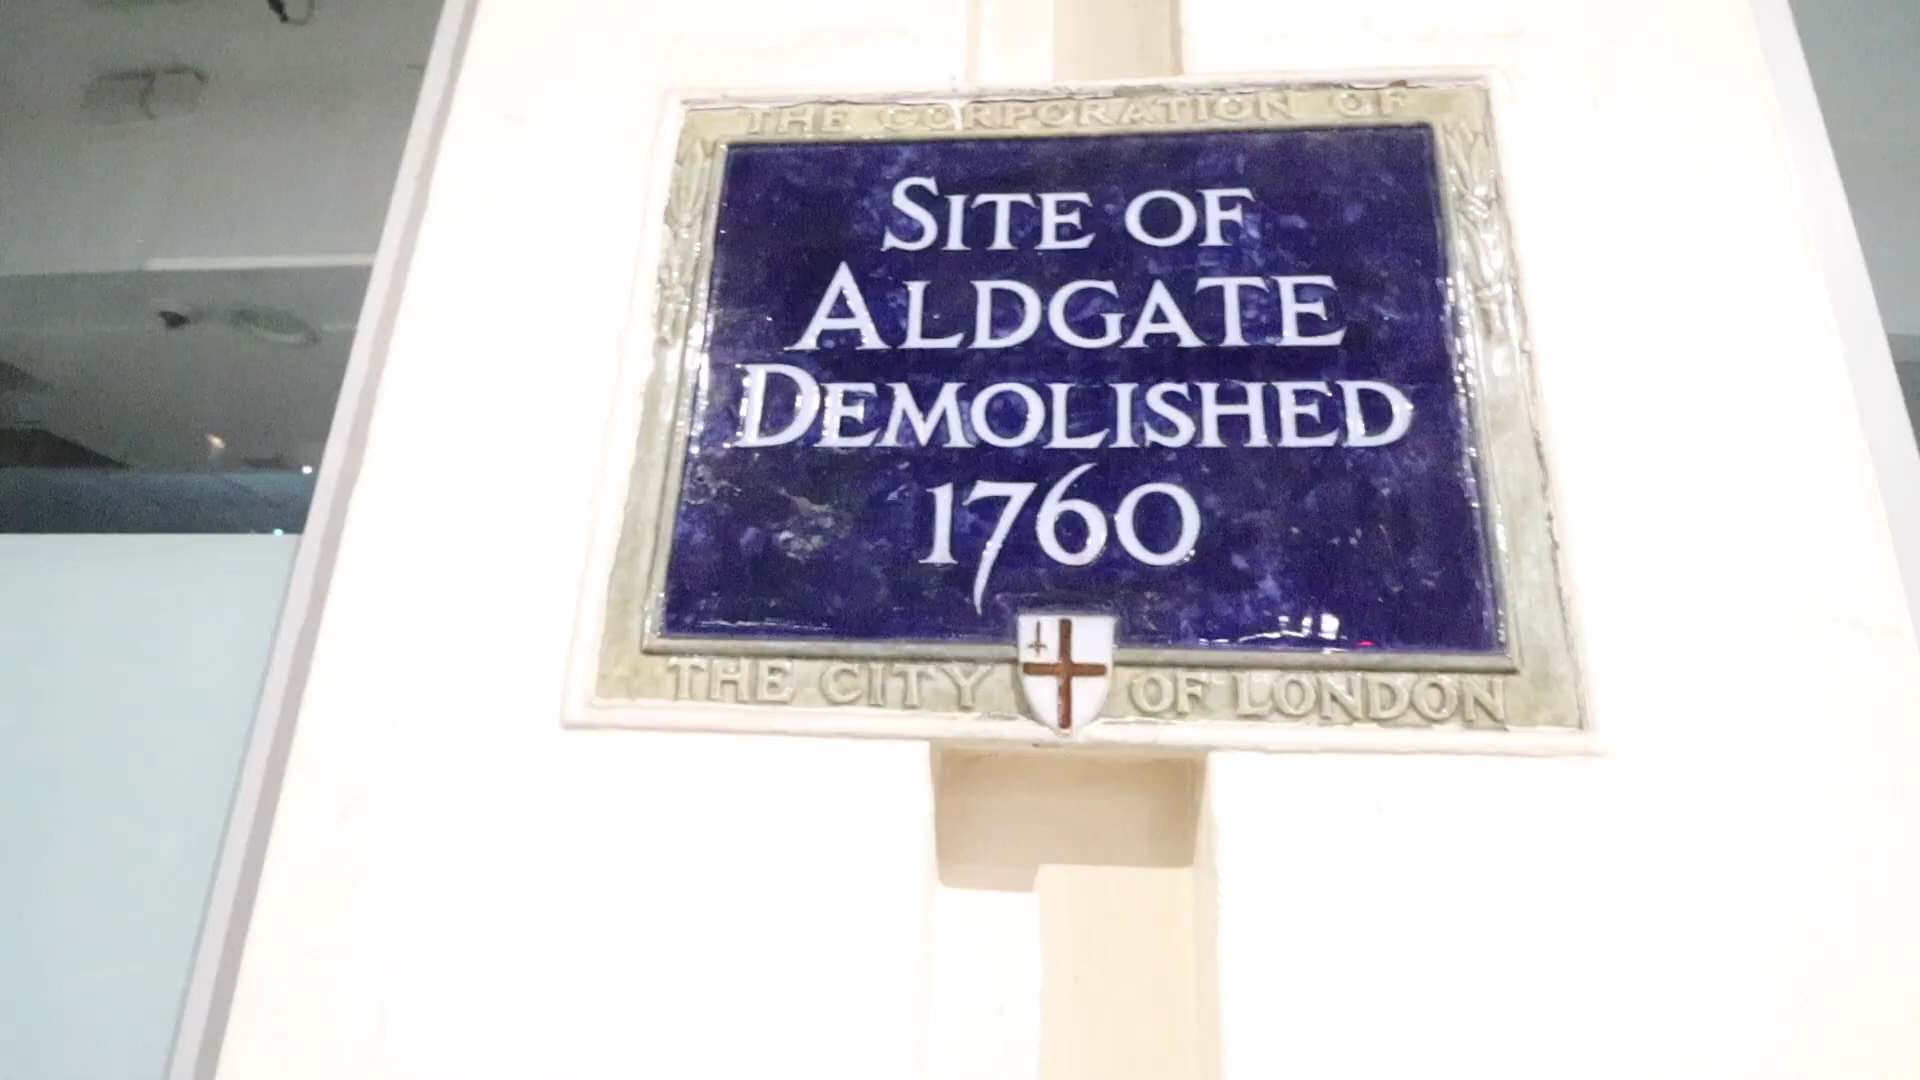 THE CORPORATION OF
SITE OF
ALDGATE
DEMOLISHED
1760
THE CITY OF LONDON